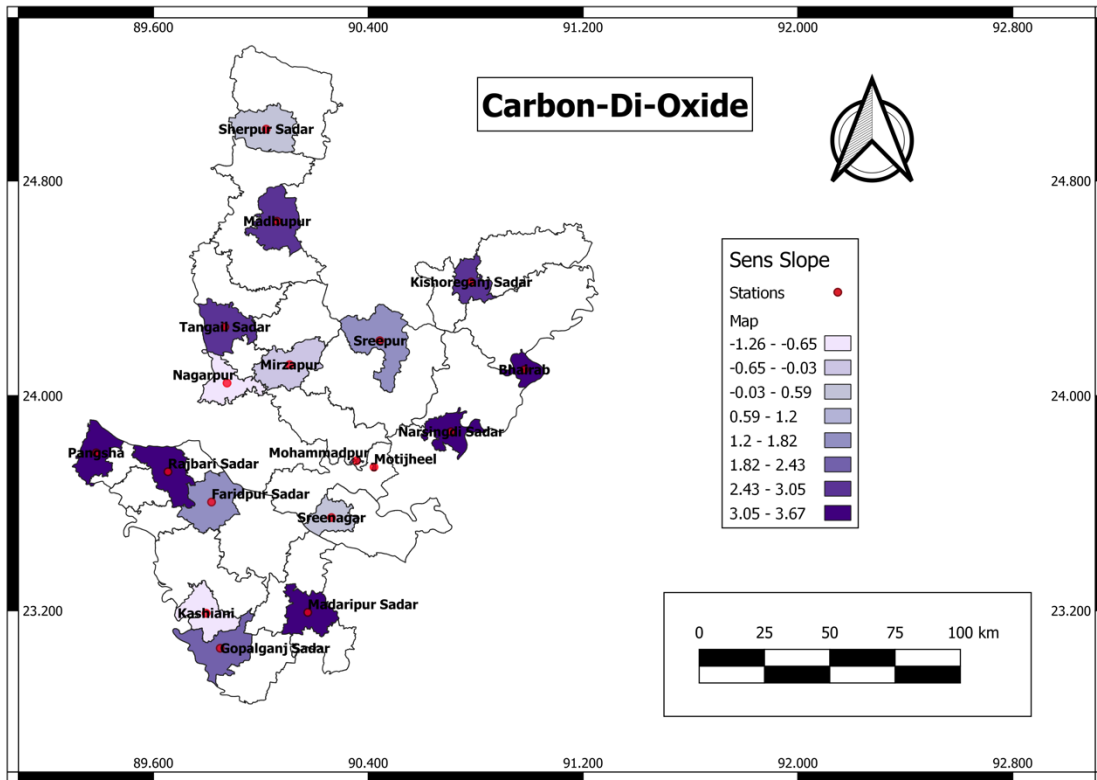 89.600 90.400 91.200 92.000 92.800
Carbon-Di-Oxide
Sherpur Sadar
24.800 24.800
Madhupur
Kishoreganj Sadar
Tangail Sadar
Sreepur
Mirzapur
Nagarpur
Bhairab
24.000 24.000
Narsingdi Sadar
Mohammadpur
Motijheel
Pangsha
Rajbari Sadar
Faridpur Sadar
Sreenagar
Kashiani
Madaripur Sadar
23.200 23.200
Gopalganj Sadar
Sens Slope
Stations
Map
-1.26 - -0.65
-0.65 - -0.03
-0.03 - 0.59
0.59 - 1.2
1.2 - 1.82
1.82 - 2.43
2.43 - 3.05
3.05 - 3.67
0 25 50 75 100 km
89.600 90.400 91.200 92.000 92.800